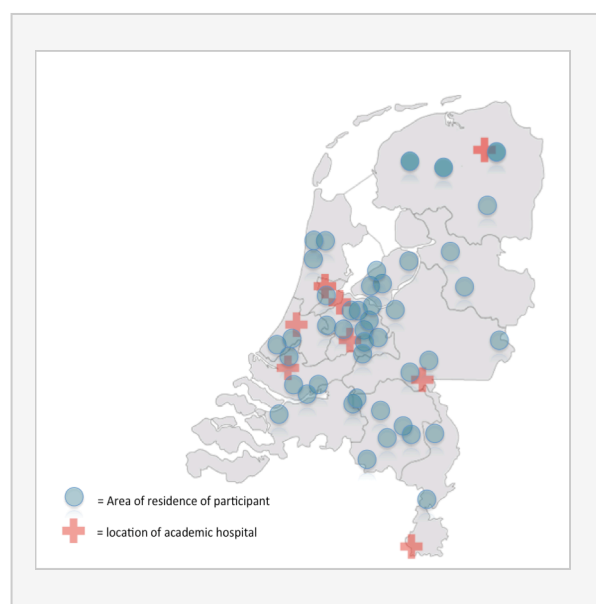 = Area of residence of participant
= location of academic hospital